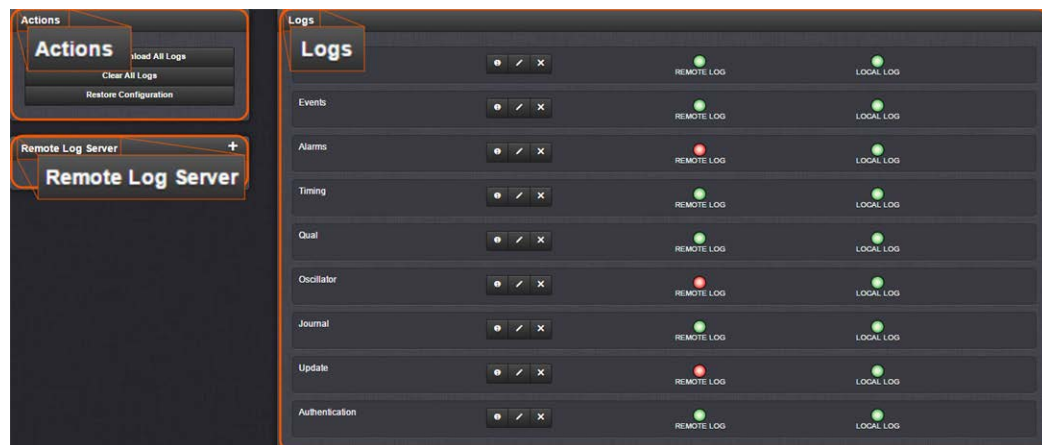 Actions
Actions
nload All Logs
Clear All Logs
Restore Configuration
Remote Log Server +
Remote Log Server
Logs
Logs
REMOTE LOG LOCAL LOG
Events
REMOTE LOG LOCAL LOG
Alarms
REMOTE LOG LOCAL LOG
Timing
REMOTE LOG LOCAL LOG
Qual
REMOTE LOG LOCAL LOG
Oscillator
REMOTE LOG LOCAL LOG
Journal
REMOTE LOG LOCAL LOG
Update
REMOTE LOG LOCAL LOG
Authentication
REMOTE LOG LOCAL LOG